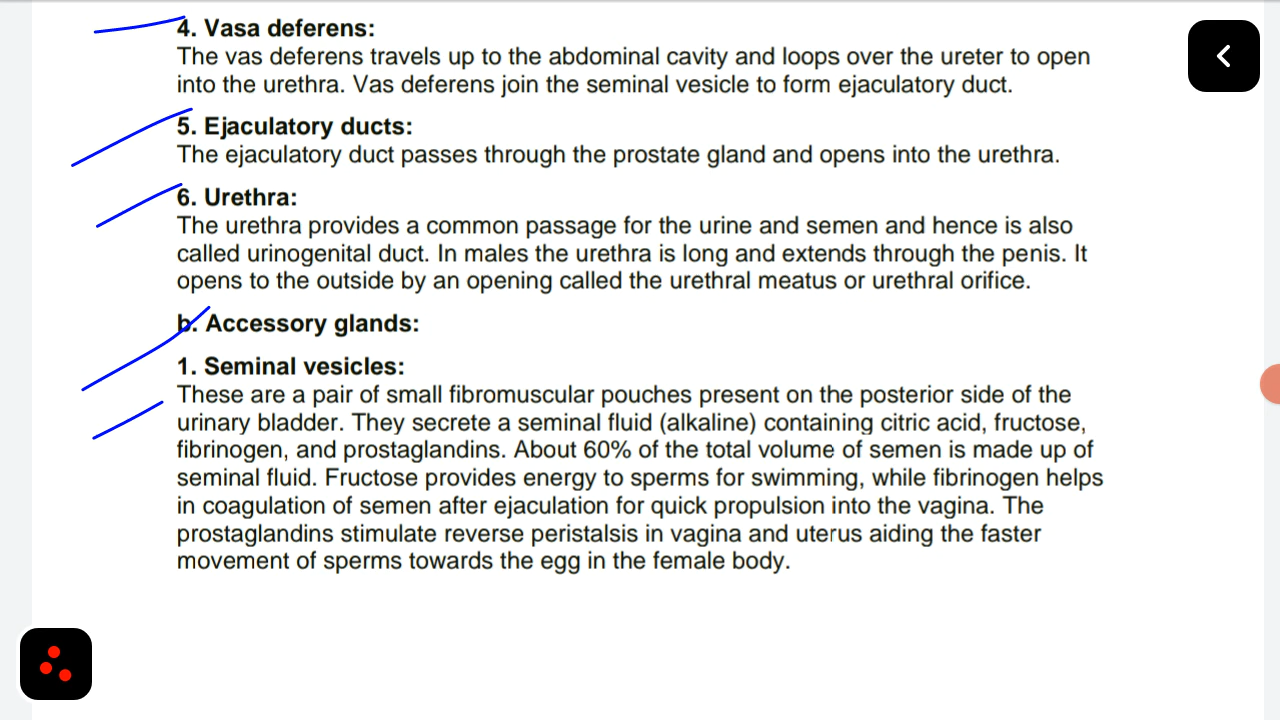 4. Vasa deferens:
The vas deferens travels up to the abdominal cavity and loops over the ureter to open
into the urethra. Vas deferens join the seminal vesicle to form ejaculatory duct.
5. Ejaculatory ducts:
The ejaculatory duct passes through the prostate gland and opens into the urethra.
6. Urethra:
The urethra provides a common passage for the urine and semen and hence is also
called urinogenital duct. In males the urethra is long and extends through the penis. It
opens to the outside by an opening called the urethral meatus or urethral orifice.
b. Accessory glands:
1. Seminal vesicles:
These are a pair of small fibromuscular pouches present on the posterior side of the
urinary bladder. They secrete a seminal fluid (alkaline) containing citric acid, fructose,
fibrinogen, and prostaglandins. About 60% of the total volume of semen is made up of
seminal fluid. Fructose provides energy to sperms for swimming, while fibrinogen helps
in coagulation of semen after ejaculation for quick propulsion into the vagina. The
prostaglandins stimulate reverse peristalsis in vagina and uterus aiding the faster
movement of sperms towards the egg in the female body.